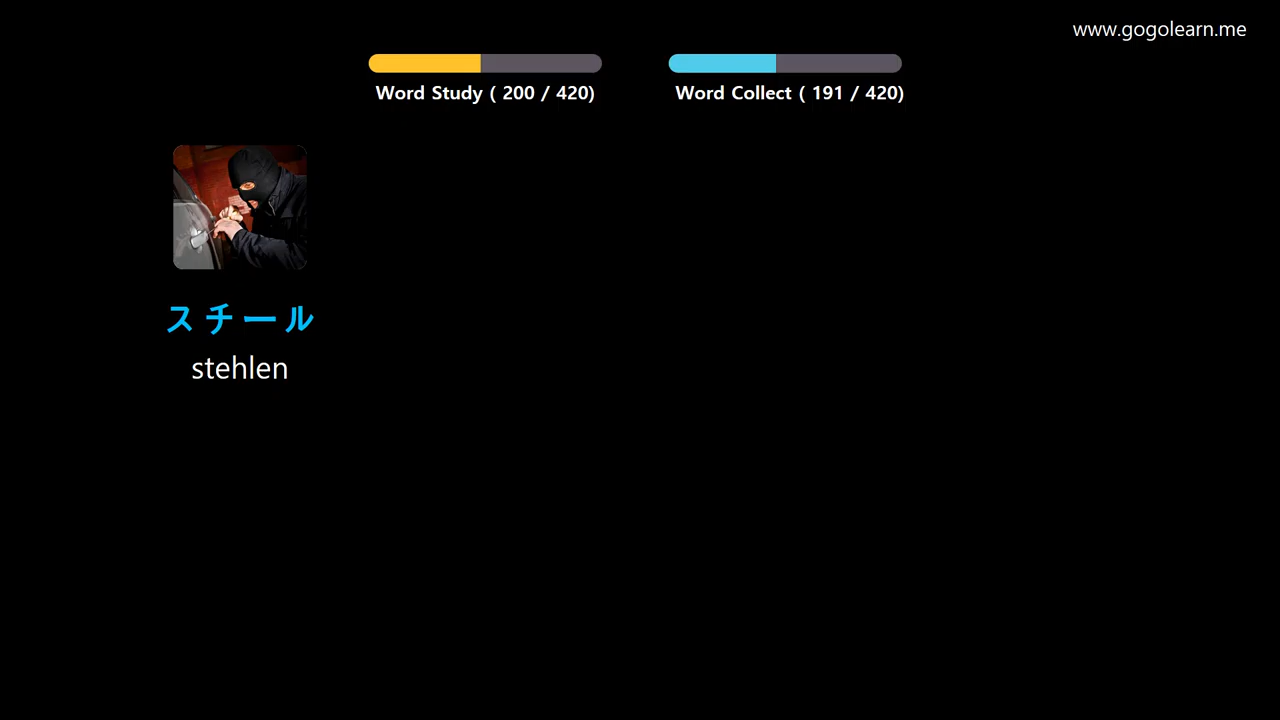 www.gogolearn.me
Word Study ( 200 / 420)
Word Collect ( 191 / 420)
スチール
stehlen